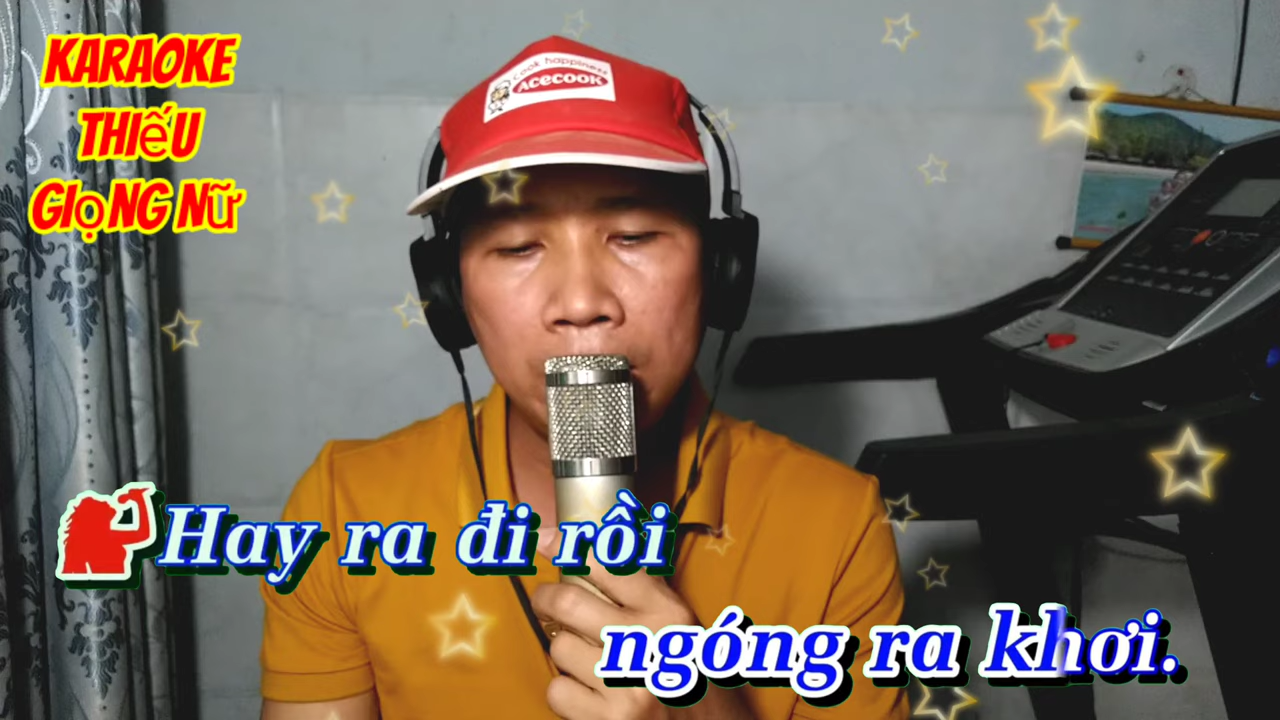 KARAOKE
THIẾU
GIỌNG NỮ
Cook happiness
ACECOOK
Hay ra đi rồi
ngóng ra khơi.